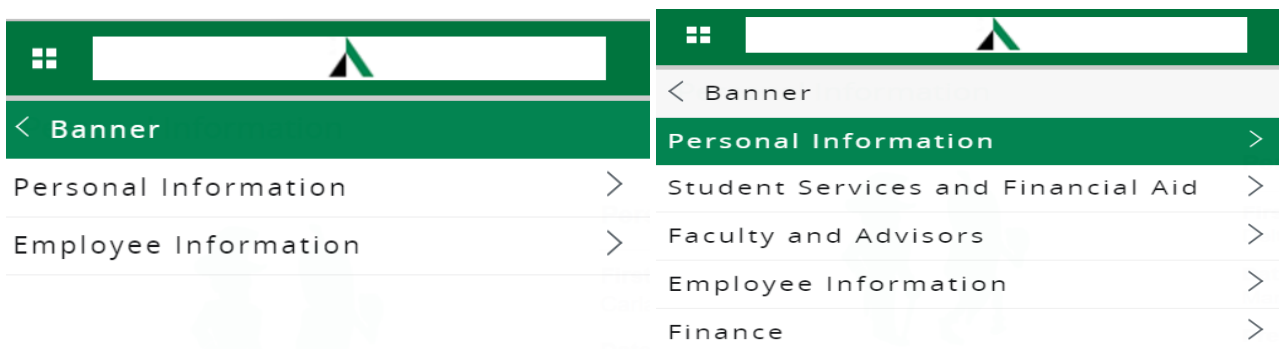 Banner
Personal Information
Employee Information
Banner
Personal Information
Student Services and Financial Aid
Faculty and Advisors
Employee Information
Finance